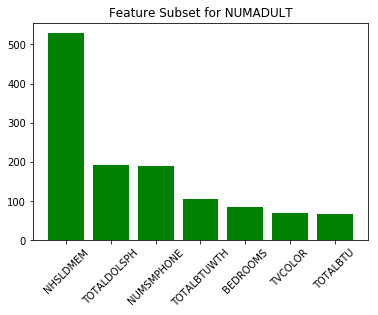 Feature Subset for NUMADULT
500
400
300
200
100
0
NHSLDMEM
TOTALDOLSPH
NUMSMPHONE
TOTALBTUWTH
BEDROOMS
TVCOLOR
TOTALBTU